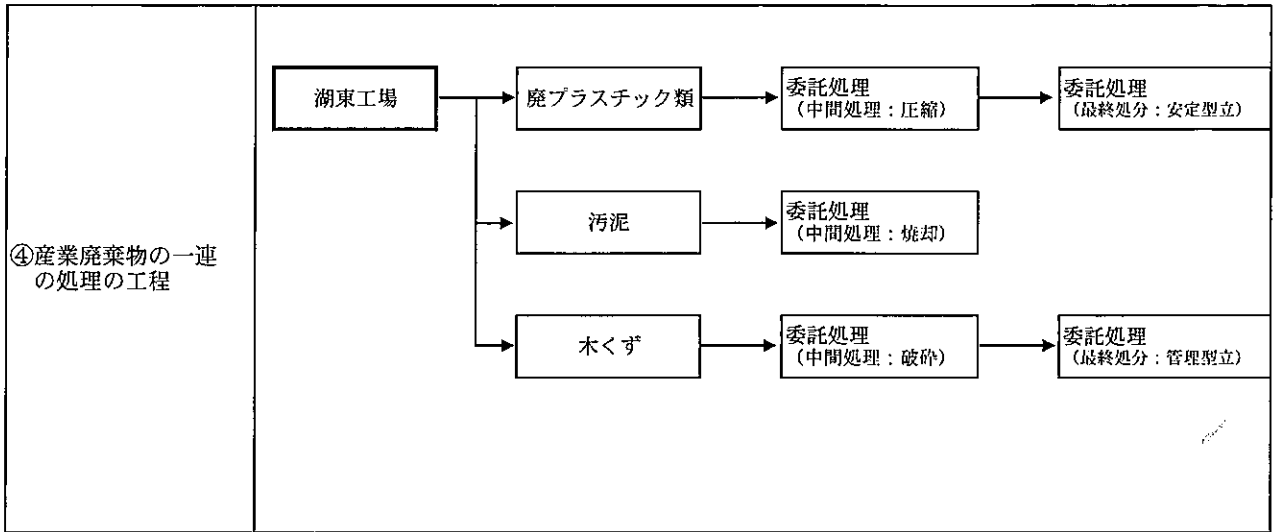 ④産業廃棄物の一連
の処理の工程
湖東工場
廃プラスチック類
委託処理
（中間処理：圧縮）
委託処理
（最終処分：安定型立）
汚泥
委託処理
（中間処理：焼却）
木くず
委託処理
（中間処理：破砕）
委託処理
（最終処分：管理型立）